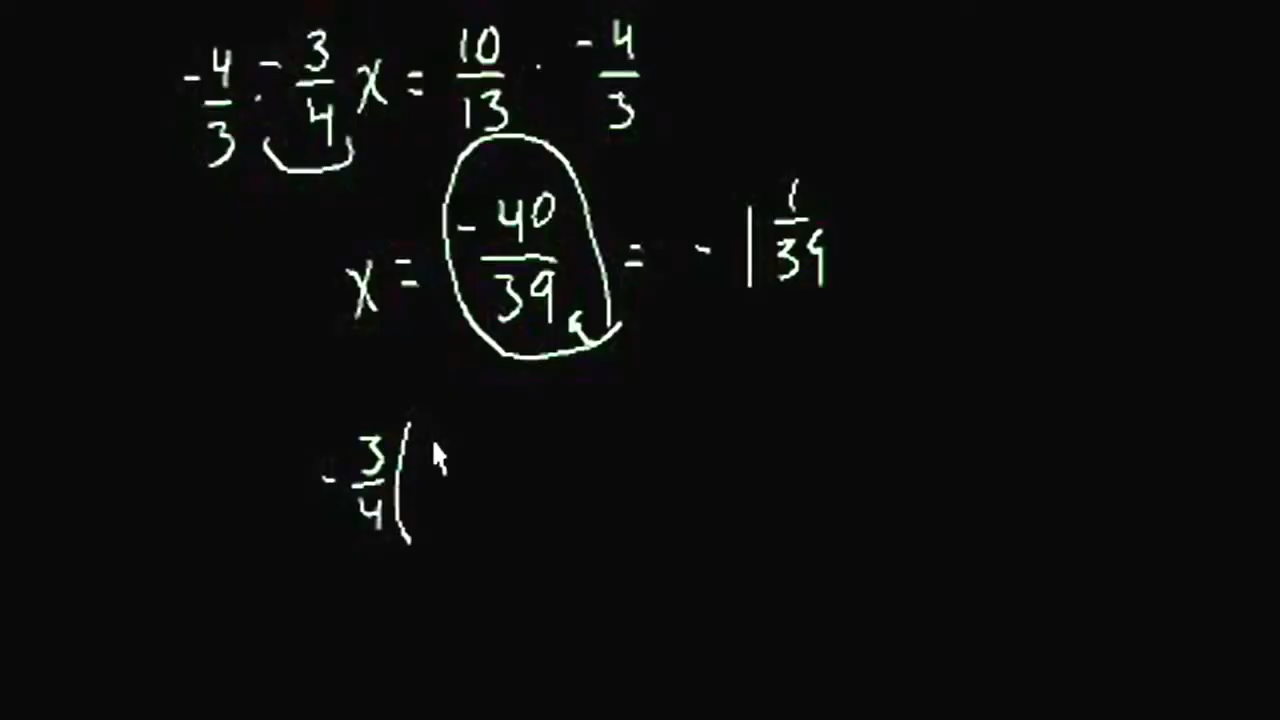 -4/3 · -3/4 x = 10/13 · -4/3
x = -40/39 = -1 1/39
-3/4(